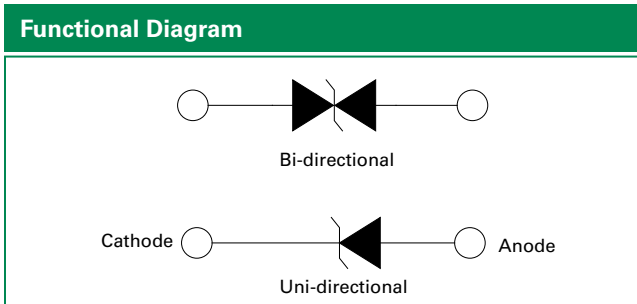 Functional Diagram
Bi-directional
Cathode
Anode
Uni-directional